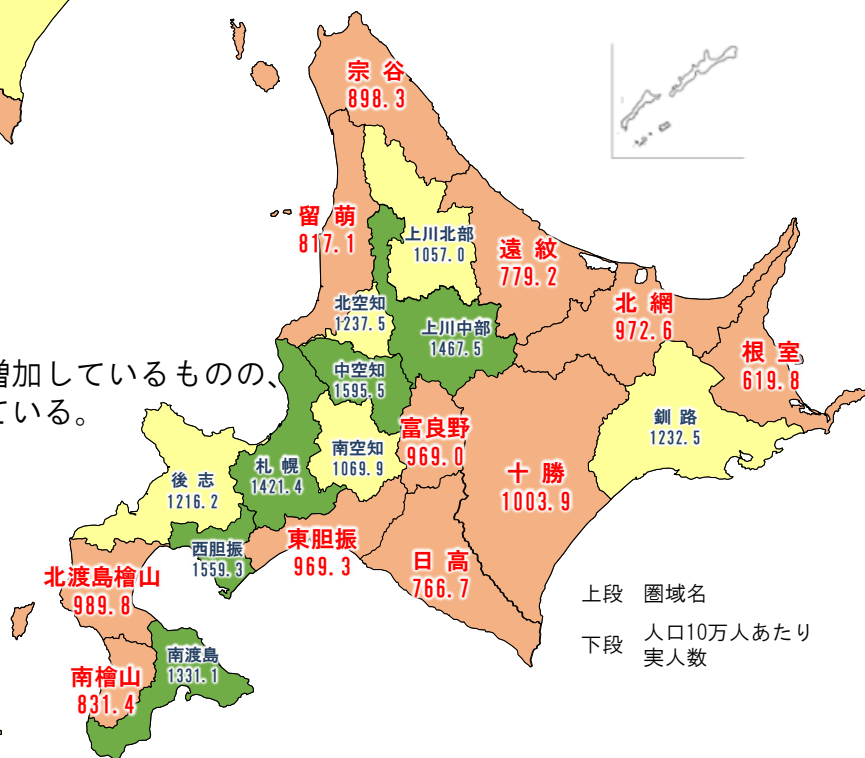 宗谷
898.3
留萌
817.1
上川北部
1057.0
遠紋
779.2
北空知
1237.5
上川中部
1467.5
北網
972.6
根室
619.8
増加しているものの、
ている。
中空知
1595.5
富良野
969.0
釧路
1232.5
南空知
1069.9
札幌
1421.4
後志
1216.2
十勝
1003.9
西胆振
1559.3
東胆振
969.3
日高
766.7
北渡島檜山
989.8
南渡島
1331.1
南檜山
831.4
上段 圏域名
下段 人口10万人あたり
実人数